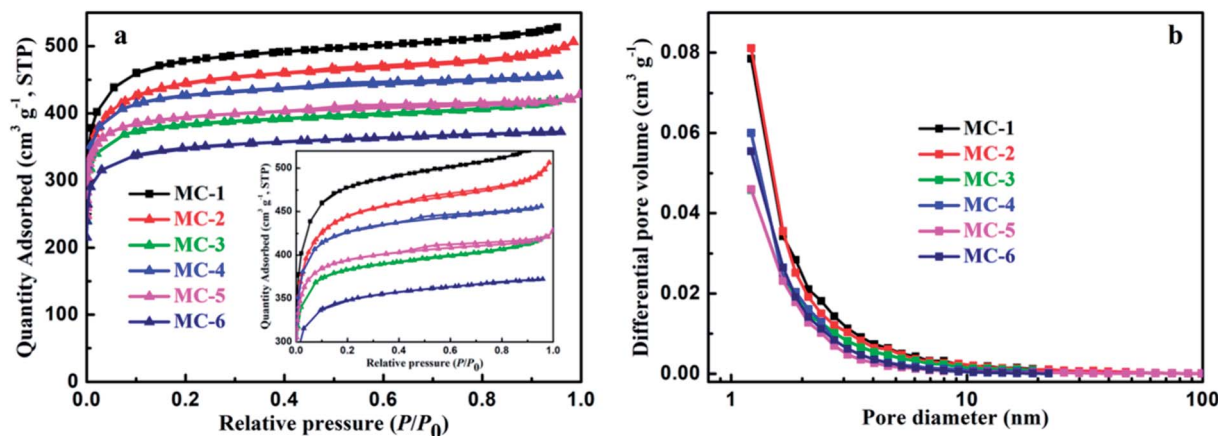 a
Quantity Adsorbed (cm³ g⁻¹, STP)
500
400
300
200
100
0
0.0 0.2 0.4 0.6 0.8 1.0
Relative pressure (P/P₀)
MC-1
MC-2
MC-3
MC-4
MC-5
MC-6
Quantity Adsorbed (cm³ g⁻¹, STP)
500
450
400
350
300
0.0 0.2 0.4 0.6 0.8 1.0
Relative pressure (P/P₀)
b
Differential pore volume (cm³ g⁻¹)
0.08
0.06
0.04
0.02
0.00
1 10 100
Pore diameter (nm)
MC-1
MC-2
MC-3
MC-4
MC-5
MC-6